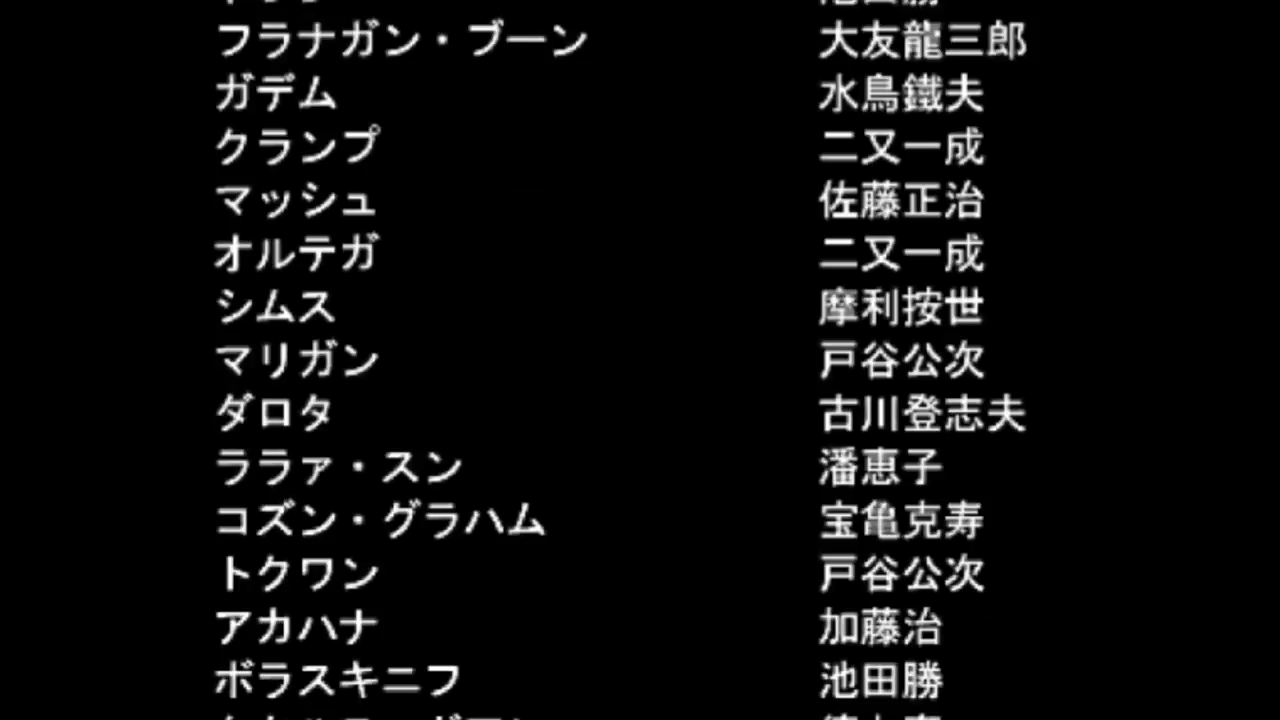 フラナガン・ブーン 大友龍三郎
ガデム 水鳥鐵夫
クランプ 二又一成
マッシュ 佐藤正治
オルテガ 二又一成
シムス 摩利按世
マリガン 戸谷公次
ダロタ 古川登志夫
ララァ・スン 潘恵子
コズン・グラハム 宝亀克寿
トクワン 戸谷公次
アカハナ 加藤治
ボラスキニフ 池田勝